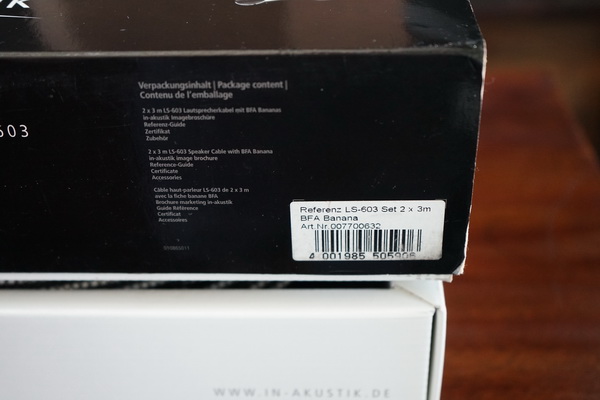 603
Verpackungsinhalt | Package content |
Contenu de l'emballage
2 x 3 m LS-603 Lautsprecherkabel mit BFA Bananas
in-akustik Imagebroschüre
Referenz-Guide
Zertifikat
Zubehör
2 x 3 m LS-603 Speaker Cable with BFA Banana
in-akustik image brochure
Reference-Guide
Certificate
Accessories
Câble haut-parleur LS-603 de 2 x 3 m
avec la fiche banane BFA
Brochure marketing in-akustik
Guide Référence
Certificat
Accessoires
Referenz LS-603 Set 2 x 3m
BFA Banana
Art.Nr.007700632
4 001985 505906
WWW.IN-AKUSTIK.DE